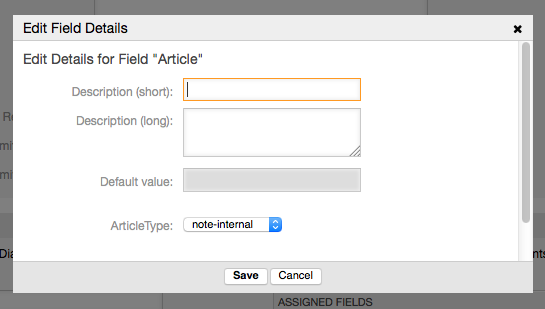 Edit Field Details
Edit Details for Field "Article"
Description (short):
Description (long):
Default value:
ArticleType: note-internal
Save Cancel
ASSIGNED FIELDS